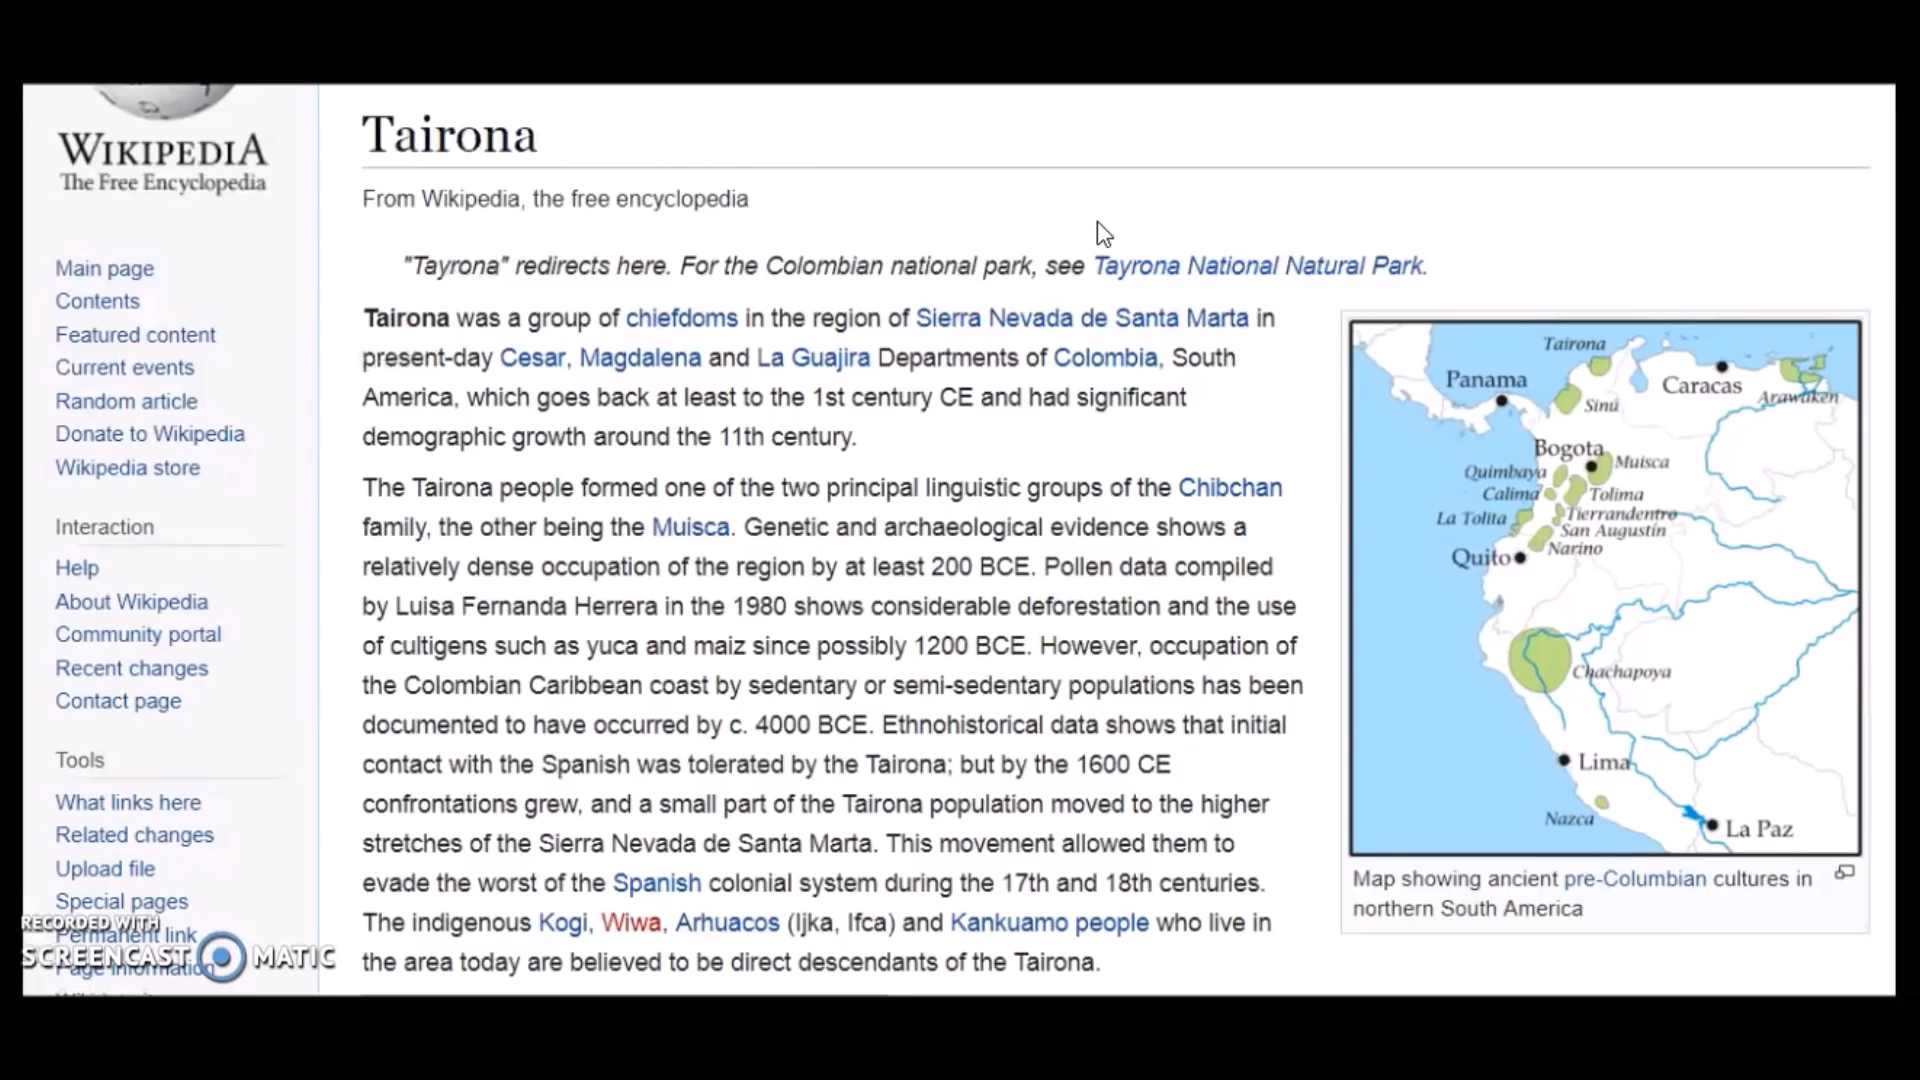 WIKIPEDIA
The Free Encyclopedia
Main page
Contents
Featured content
Current events
Random article
Donate to Wikipedia
Wikipedia store
Interaction
Help
About Wikipedia
Community portal
Recent changes
Contact page
Tools
What links here
Related changes
Upload file
Special pages
Permanent link
Page information
RECORDED WITH
SCREENCAST MATIC
Tairona
From Wikipedia, the free encyclopedia
"Tayrona" redirects here. For the Colombian national park, see Tayrona National Natural Park.
Tairona was a group of chiefdoms in the region of Sierra Nevada de Santa Marta in
present-day Cesar, Magdalena and La Guajira Departments of Colombia, South
America, which goes back at least to the 1st century CE and had significant
demographic growth around the 11th century.
The Tairona people formed one of the two principal linguistic groups of the Chibchan
family, the other being the Muisca. Genetic and archaeological evidence shows a
relatively dense occupation of the region by at least 200 BCE. Pollen data compiled
by Luisa Fernanda Herrera in the 1980 shows considerable deforestation and the use
of cultigens such as yuca and maiz since possibly 1200 BCE. However, occupation of
the Colombian Caribbean coast by sedentary or semi-sedentary populations has been
documented to have occurred by c. 4000 BCE. Ethnohistorical data shows that initial
contact with the Spanish was tolerated by the Tairona; but by the 1600 CE
confrontations grew, and a small part of the Tairona population moved to the higher
stretches of the Sierra Nevada de Santa Marta. This movement allowed them to
evade the worst of the Spanish colonial system during the 17th and 18th centuries.
The indigenous Kogi, Wiwa, Arhuacos (Ijka, Ifca) and Kankuamo people who live in
the area today are believed to be direct descendants of the Tairona.
Tairona
Panama
Caracas
Arawaken
Sinú
Bogota
Muisca
Quimbaya
Calima
Tolima
La Tolita
Tierrandentro
San Augustín
Narino
Quito
Chachapoya
Lima
Nazca
La Paz
Map showing ancient pre-Columbian cultures in
northern South America